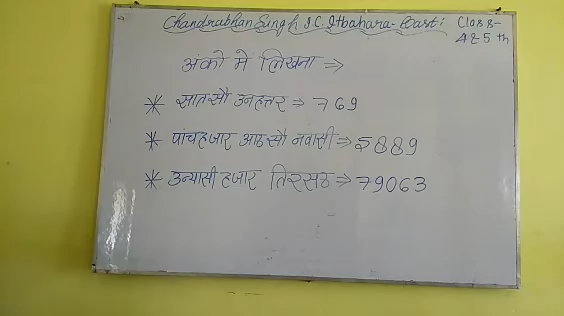 Chandrabhan Singh I.C. Itbahara-Basti: Class-
4&5 th
अंको मे लिखना ⇒
* सातसौ उनहत्तर ⇒ 769
* पांचहजार आठसौ नवासी ⇒ 5889
* उन्यासी हजार तिरसठ ⇒ 79063